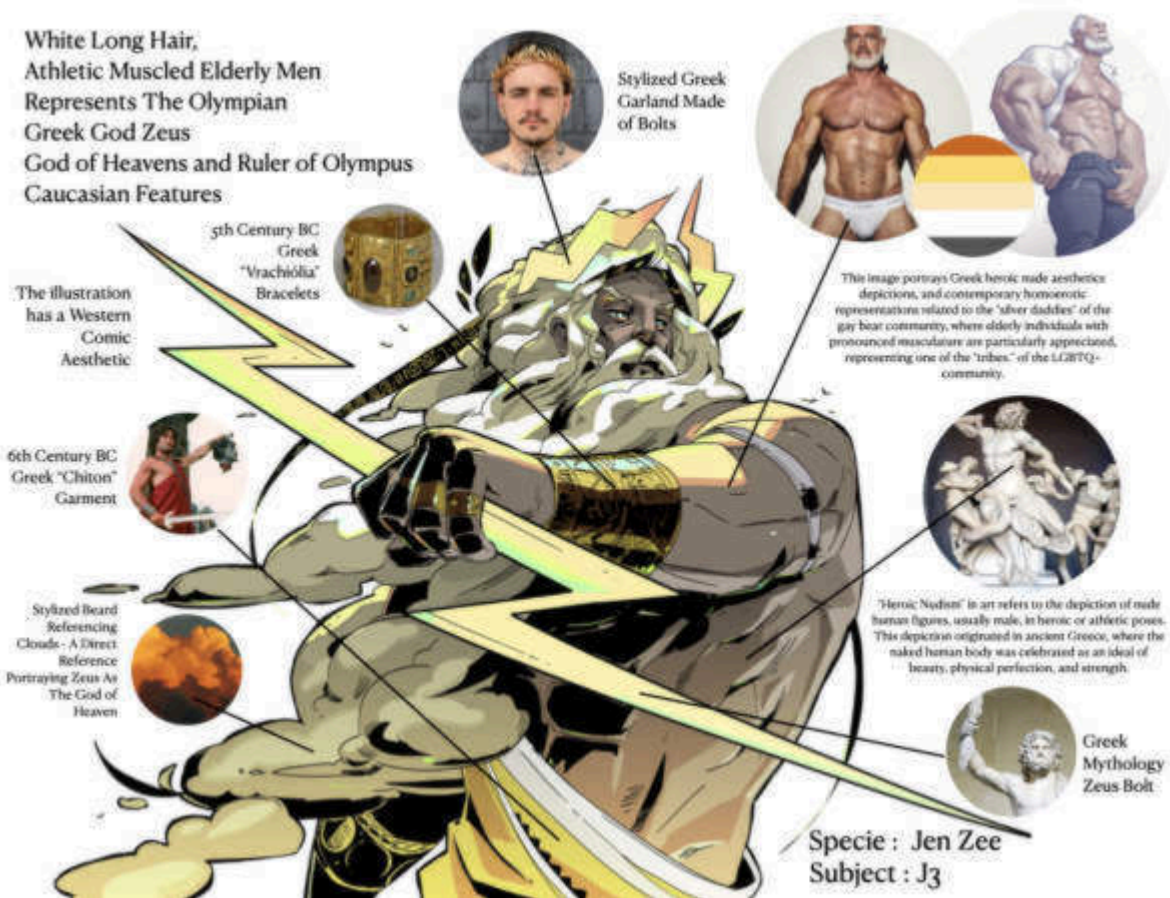 White Long Hair,
Athletic Muscled Elderly Men
Represents The Olympian
Greek God Zeus
God of Heavens and Ruler of Olympus
Caucasian Features
Stylized Greek
Garland Made
of Bolts
5th Century BC
Greek
"Vrachiólia"
Bracelets
The illustration
has a Western
Comic
Aesthetic
This image portrays Greek heroic nude aesthetics
depictions, and contemporary homoerotic
representations related to the "silver daddies" of the
gay bear community, where elderly individuals with
pronounced musculature are particularly appreciated,
representing one of the "tribes." of the LGBTQ+
community.
6th Century BC
Greek "Chiton"
Garment
"Heroic Nudism" in art refers to the depiction of nude
human figures, usually male, in heroic or athletic poses.
This depiction originated in ancient Greece, where the
naked human body was celebrated as an ideal of
beauty, physical perfection, and strength.
Stylized Beard
Referencing
Clouds - A Direct
Reference
Portraying Zeus As
The God of
Heaven
Greek
Mythology
Zeus Bolt
Specie : Jen Zee
Subject : J3